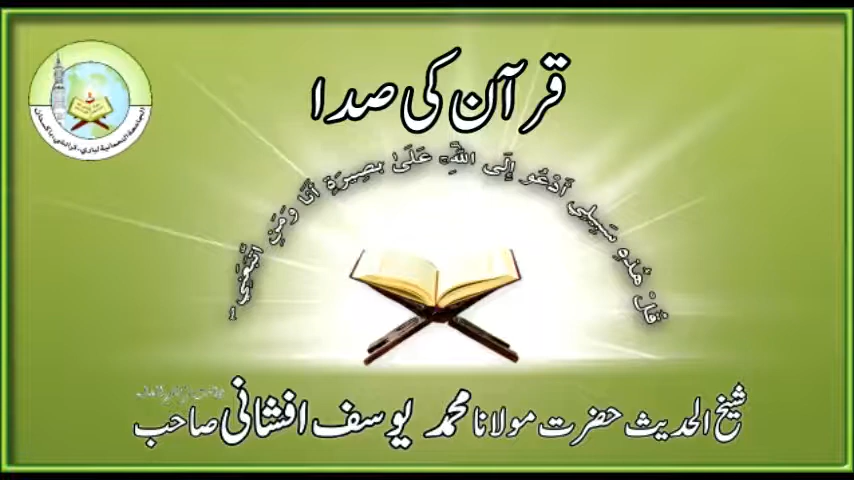 قرآن کی صدا
قُلْ هَٰذِهِ سَبِيلِي أَدْعُو إِلَى اللَّهِ عَلَىٰ بَصِيرَةٍ أَنَا وَمَنِ اتَّبَعَنِي
شیخ الحدیث حضرت مولانا محمد یوسف افشانی صاحب